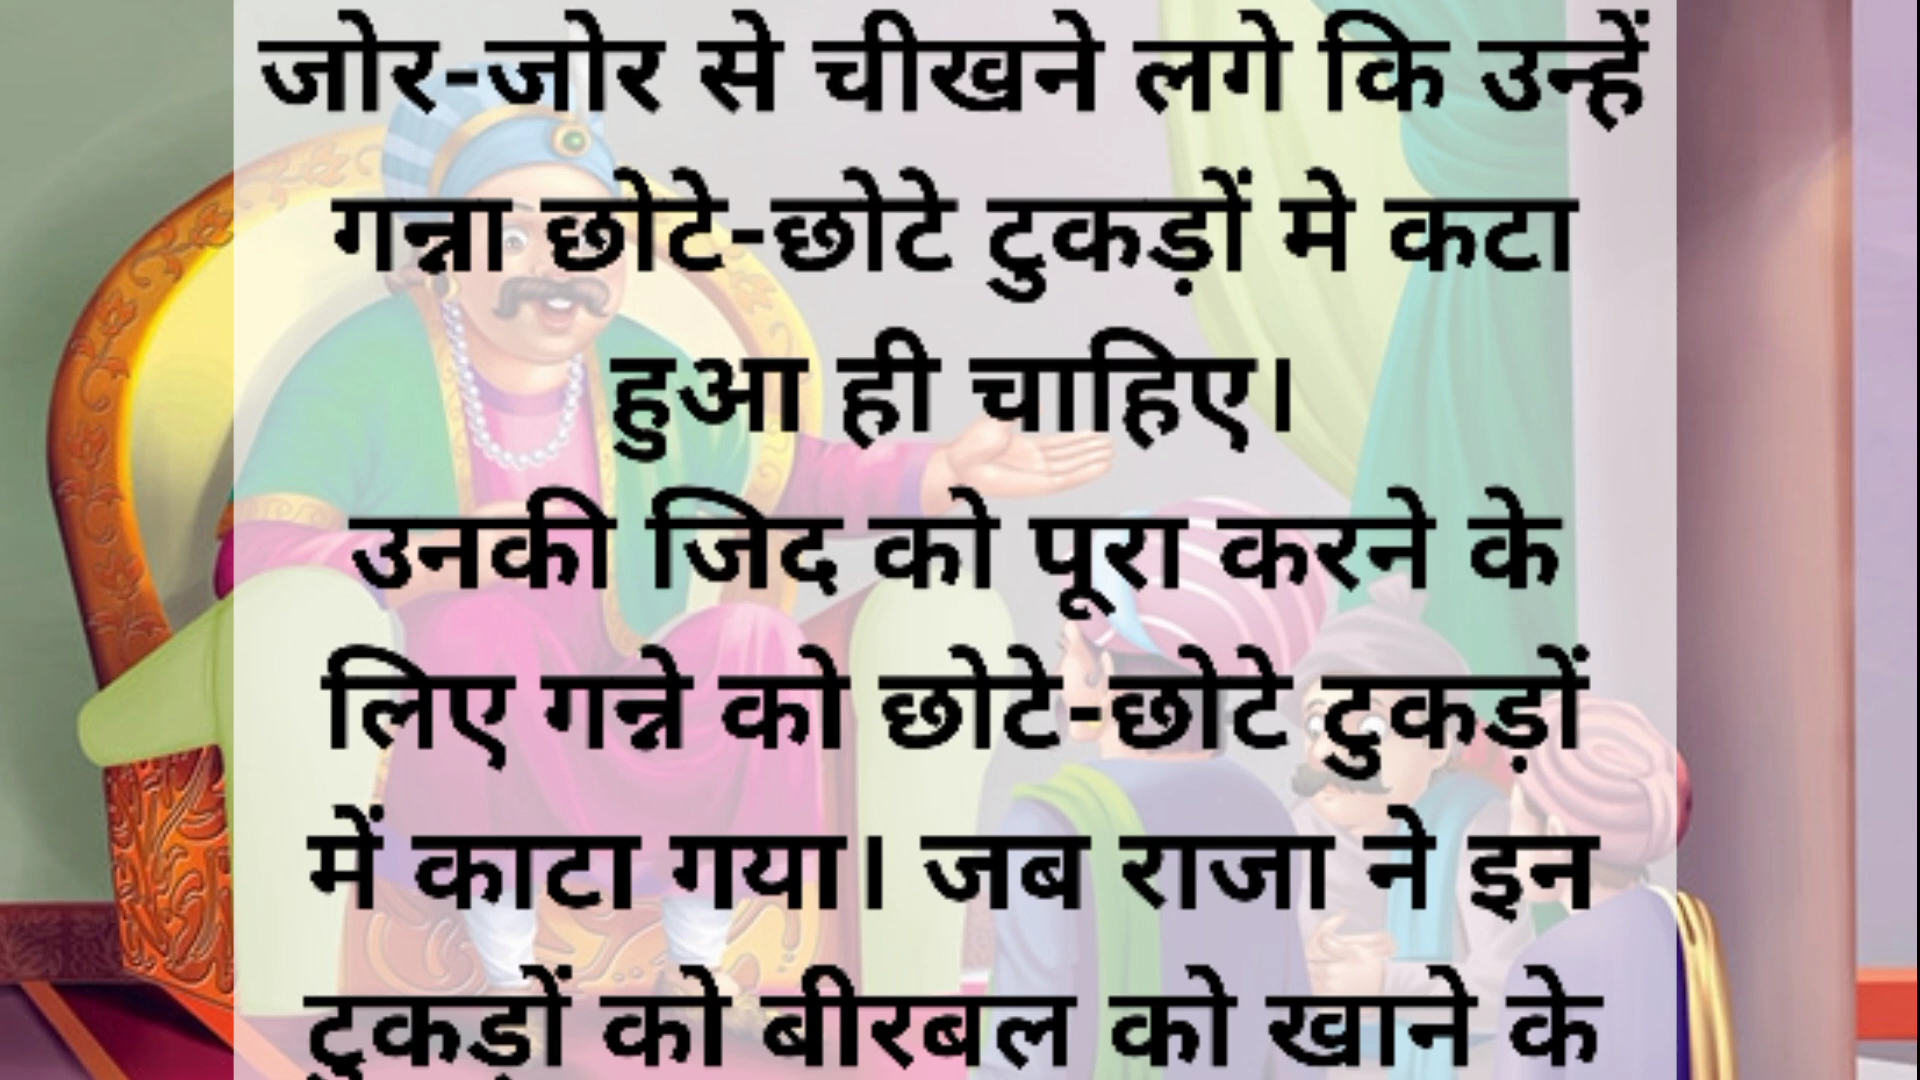 जोर-जोर से चीखने लगे कि उन्हें
गन्ना छोटे-छोटे टुकड़ों मे कटा
हुआ ही चाहिए।
उनकी जिद को पूरा करने के
लिए गन्ने को छोटे-छोटे टुकड़ों
में काटा गया। जब राजा ने इन
टुकड़ों को बीरबल को खाने के